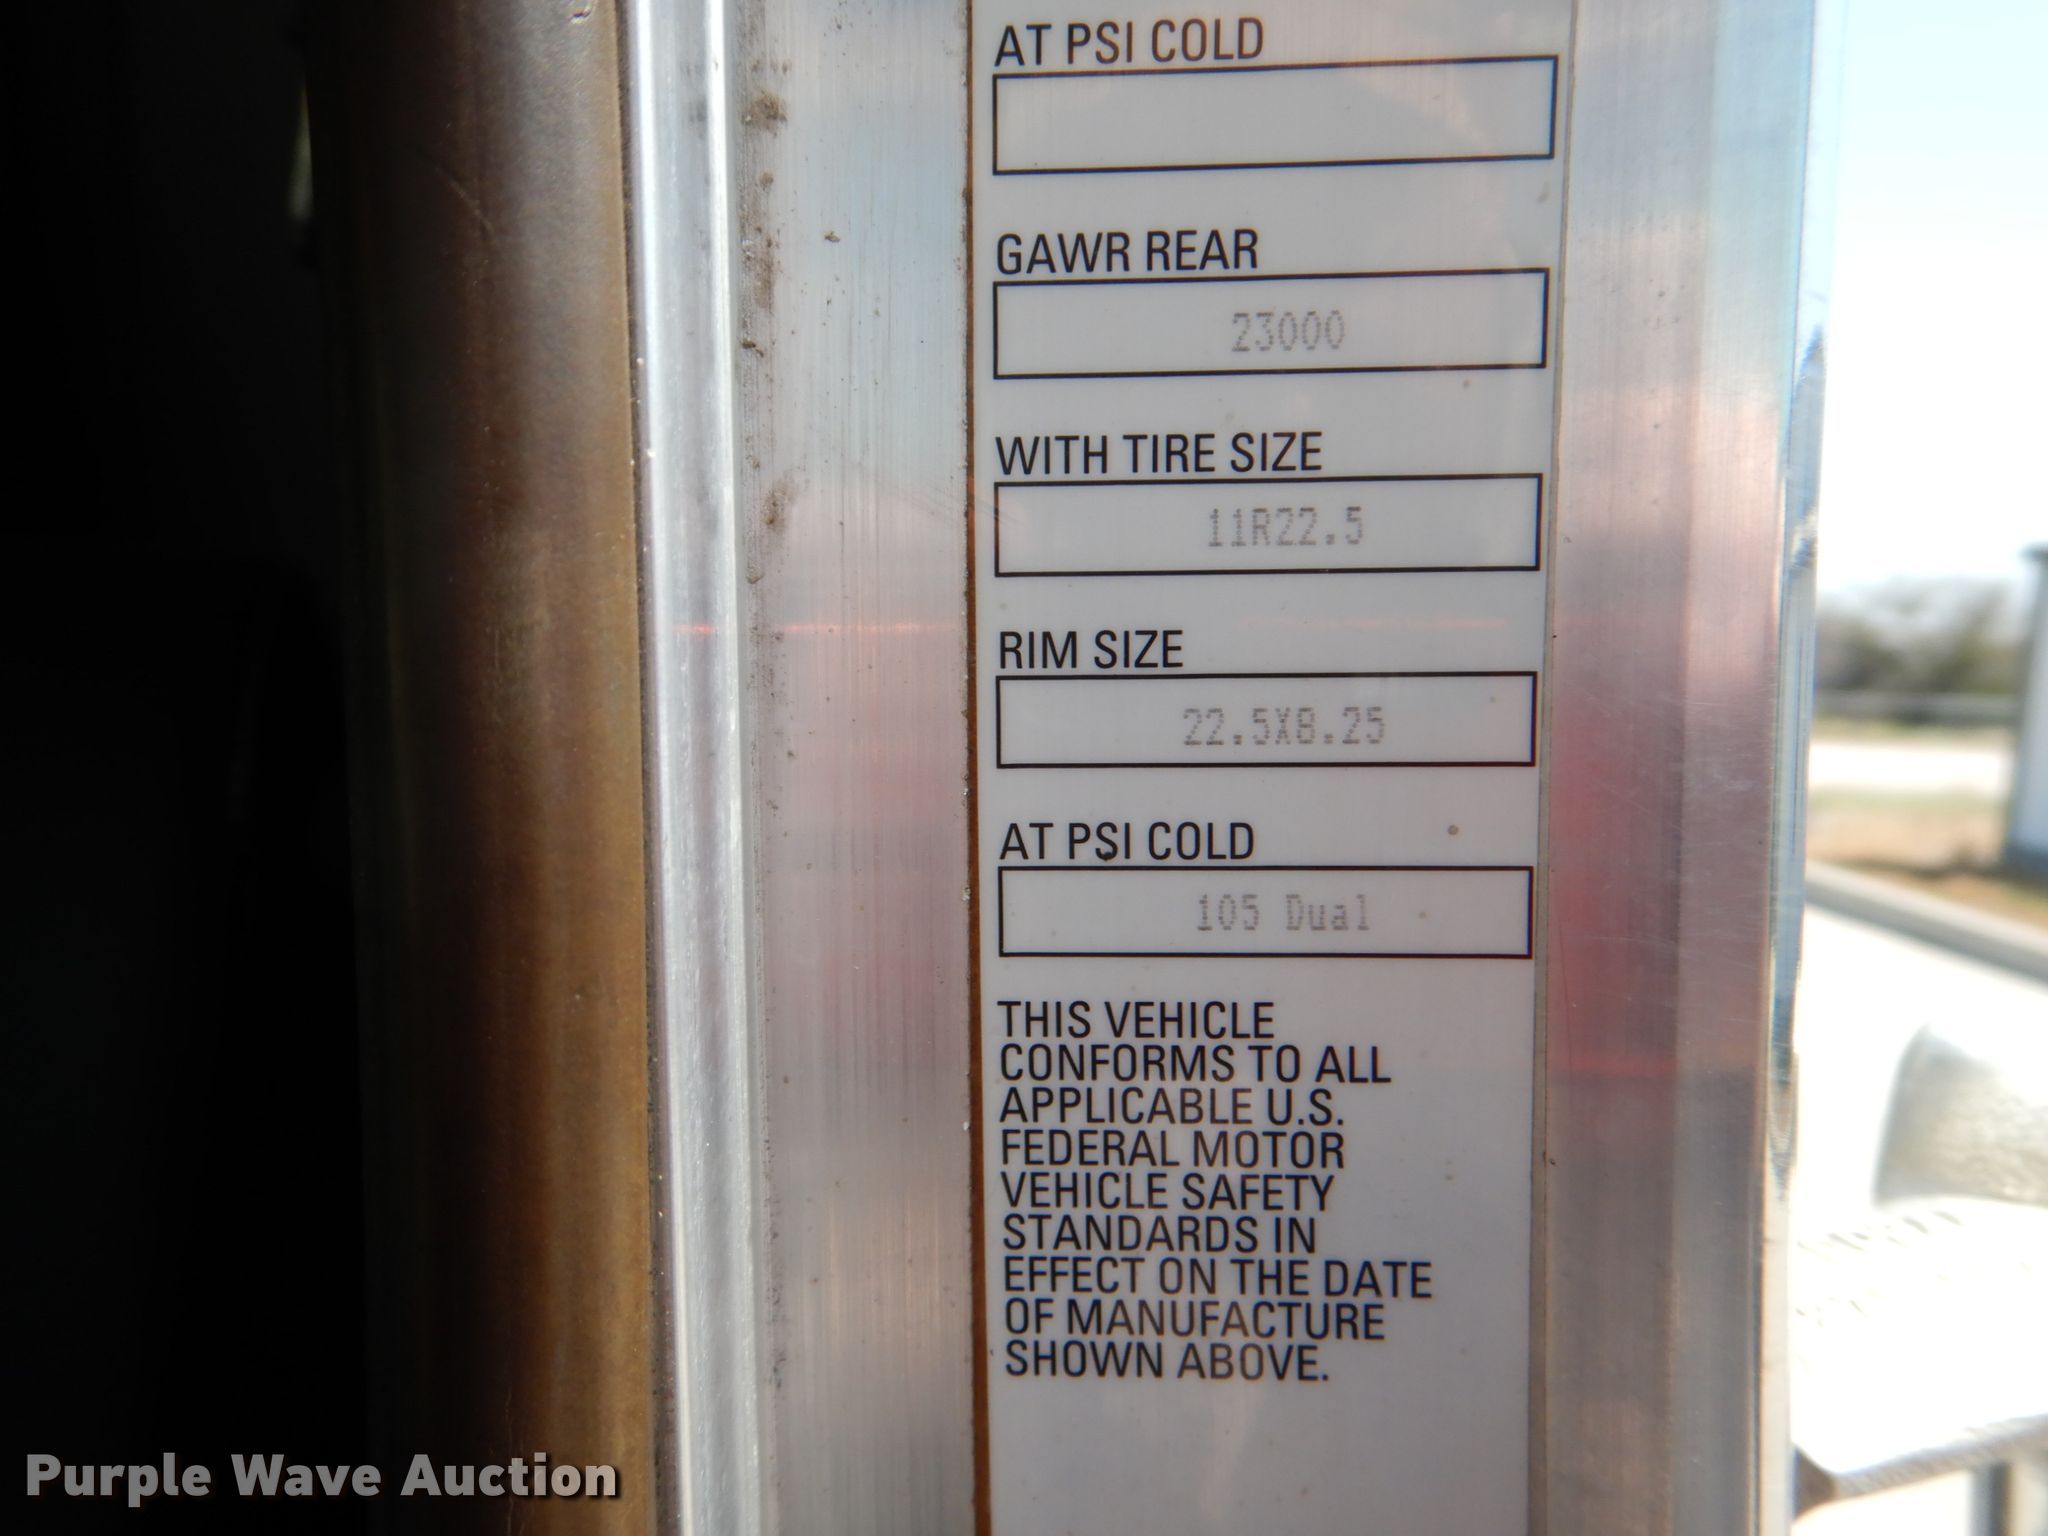 AT PSI COLD
GAWR REAR
23000
WITH TIRE SIZE
11R22.5
RIM SIZE
22.5X8.25
AT PSI COLD
105 Dual
THIS VEHICLE
CONFORMS TO ALL
APPLICABLE U.S.
FEDERAL MOTOR
VEHICLE SAFETY
STANDARDS IN
EFFECT ON THE DATE
OF MANUFACTURE
SHOWN ABOVE.
Purple Wave Auction